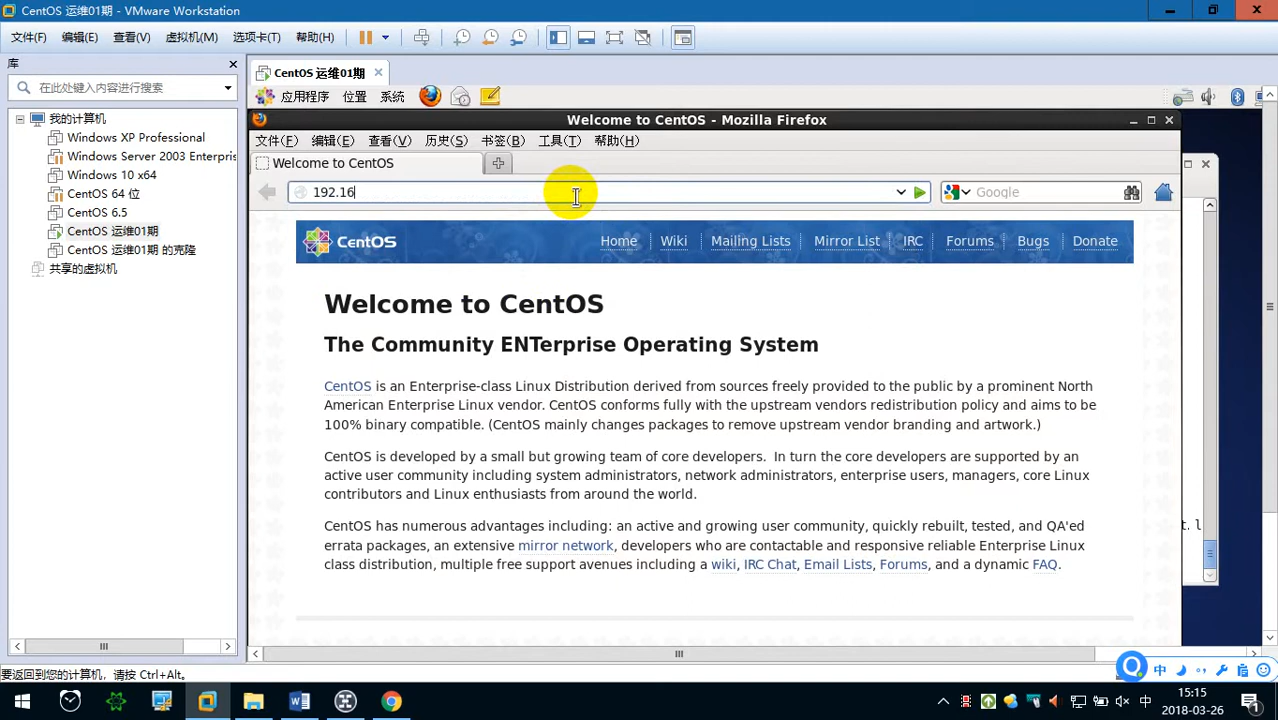 CentOS 运维01期 - VMware Workstation
文件(F) 编辑(E) 查看(V) 虚拟机(M) 选项卡(T) 帮助(H)
库
在此处键入内容进行搜索
我的计算机
Windows XP Professional
Windows Server 2003 Enterpris
Windows 10 x64
CentOS 64 位
CentOS 6.5
CentOS 运维01期
CentOS 运维01期 的克隆
共享的虚拟机
CentOS 运维01期
应用程序 位置 系统
Welcome to CentOS - Mozilla Firefox
文件(F) 编辑(E) 查看(V) 历史(S) 书签(B) 工具(T) 帮助(H)
Welcome to CentOS
192.16
Google
CentOS
Home Wiki Mailing Lists Mirror List IRC Forums Bugs Donate
Welcome to CentOS
The Community ENTerprise Operating System
CentOS is an Enterprise-class Linux Distribution derived from sources freely provided to the public by a prominent North
American Enterprise Linux vendor. CentOS conforms fully with the upstream vendors redistribution policy and aims to be
100% binary compatible. (CentOS mainly changes packages to remove upstream vendor branding and artwork.)
CentOS is developed by a small but growing team of core developers. In turn the core developers are supported by an
active user community including system administrators, network administrators, enterprise users, managers, core Linux
contributors and Linux enthusiasts from around the world.
CentOS has numerous advantages including: an active and growing user community, quickly rebuilt, tested, and QA'ed
errata packages, an extensive mirror network, developers who are contactable and responsive reliable Enterprise Linux
class distribution, multiple free support avenues including a wiki, IRC Chat, Email Lists, Forums, and a dynamic FAQ.
要返回到您的计算机，请按 Ctrl+Alt。
中
中
15:15
2018-03-26
1